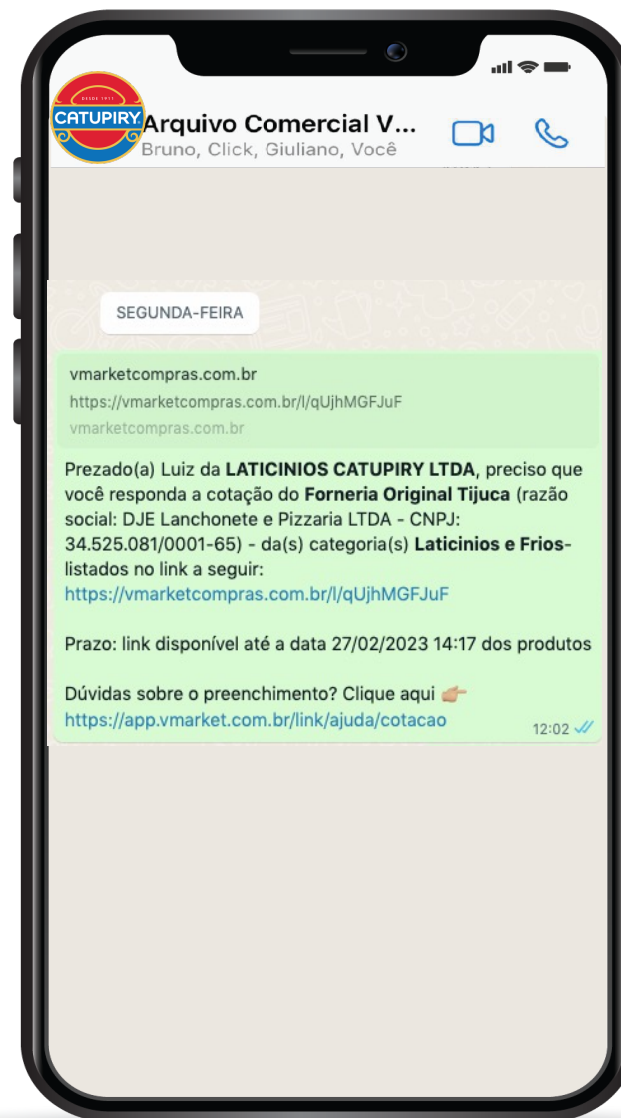 DESDE 1911
CATUPIRY
Arquivo Comercial V...
Bruno, Click, Giuliano, Você
SEGUNDA-FEIRA
vmarketcompras.com.br
https://vmarketcompras.com.br/l/qUjhMGFJuF
vmarketcompras.com.br
Prezado(a) Luiz da LATICINIOS CATUPIRY LTDA, preciso que
você responda a cotação do Forneria Original Tijuca (razão
social: DJE Lanchonete e Pizzaria LTDA - CNPJ:
34.525.081/0001-65) - da(s) categoria(s) Laticinios e Frios-
listados no link a seguir:
https://vmarketcompras.com.br/l/qUjhMGFJuF
Prazo: link disponível até a data 27/02/2023 14:17 dos produtos
Dúvidas sobre o preenchimento? Clique aqui 👉🏼
https://app.vmarket.com.br/link/ajuda/cotacao
12:02